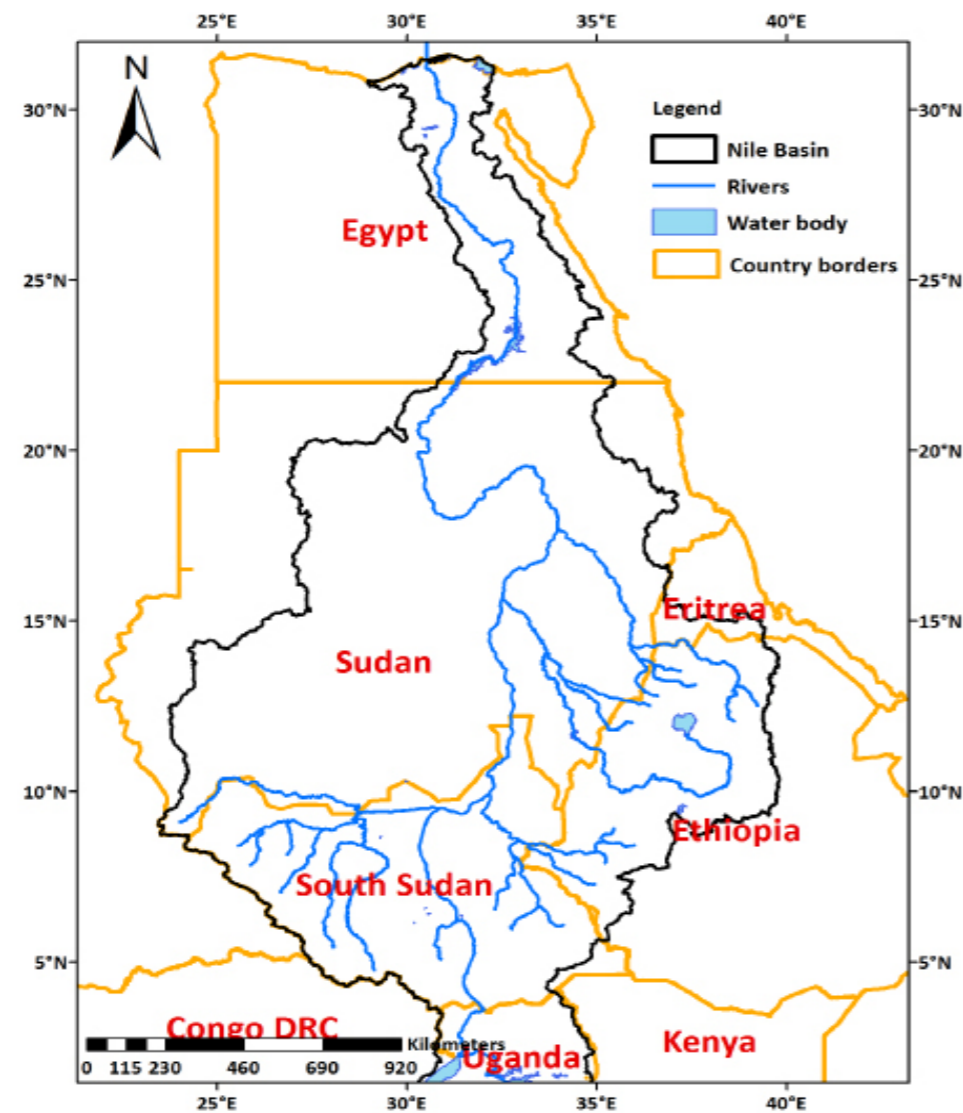 25°E 30°E 35°E 40°E
N
30°N 30°N
Legend
Nile Basin
Rivers
Water body
Country borders
Egypt
25°N 25°N
20°N 20°N
Eritrea
15°N 15°N
Sudan
10°N 10°N
Ethiopia
South Sudan
5°N 5°N
Congo DRC
Kenya
Kilometers
Uganda
0 115 230 460 690 920
25°E 30°E 35°E 40°E